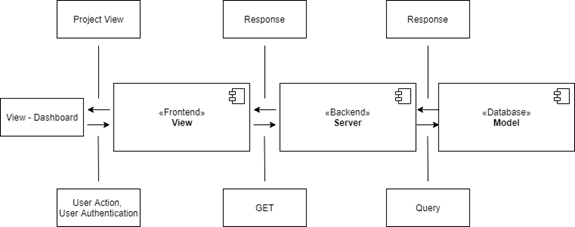 Project View
Response
Response
View - Dashboard
«Frontend»
View
«Backend»
Server
«Database»
Model
User Action,
User Authentication
GET
Query